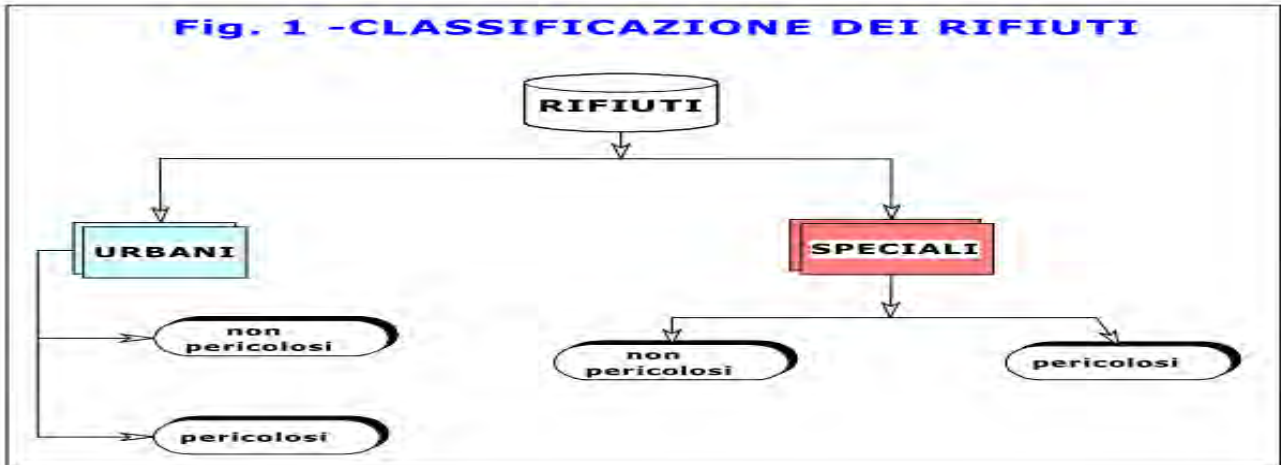 Fig. 1 -CLASSIFICAZIONE DEI RIFIUTI
RIFIUTI
URBANI
SPECIALI
non
pericolosi
pericolosi
non
pericolosi
pericolosi